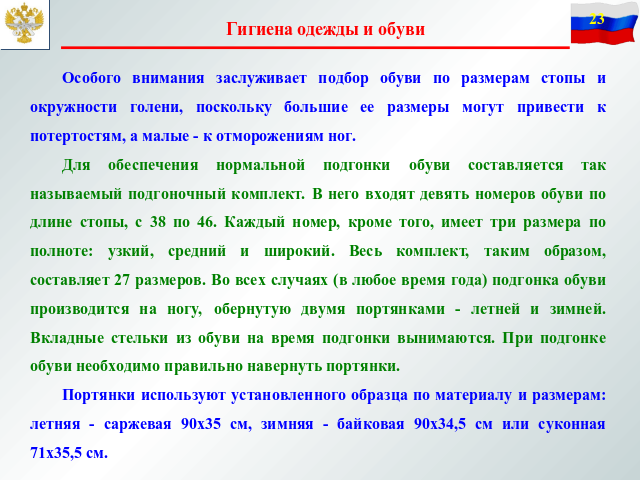 Гигиена одежды и обуви
23
Особого внимания заслуживает подбор обуви по размерам стопы и
окружности голени, поскольку большие ее размеры могут привести к
потертостям, а малые - к отморожениям ног.
Для обеспечения нормальной подгонки обуви составляется так
называемый подгоночный комплект. В него входят девять номеров обуви по
длине стопы, с 38 по 46. Каждый номер, кроме того, имеет три размера по
полноте: узкий, средний и широкий. Весь комплект, таким образом,
составляет 27 размеров. Во всех случаях (в любое время года) подгонка обуви
производится на ногу, обернутую двумя портянками - летней и зимней.
Вкладные стельки из обуви на время подгонки вынимаются. При подгонке
обуви необходимо правильно навернуть портянки.
Портянки используют установленного образца по материалу и размерам:
летняя - саржевая 90х35 см, зимняя - байковая 90х34,5 см или суконная
71х35,5 см.